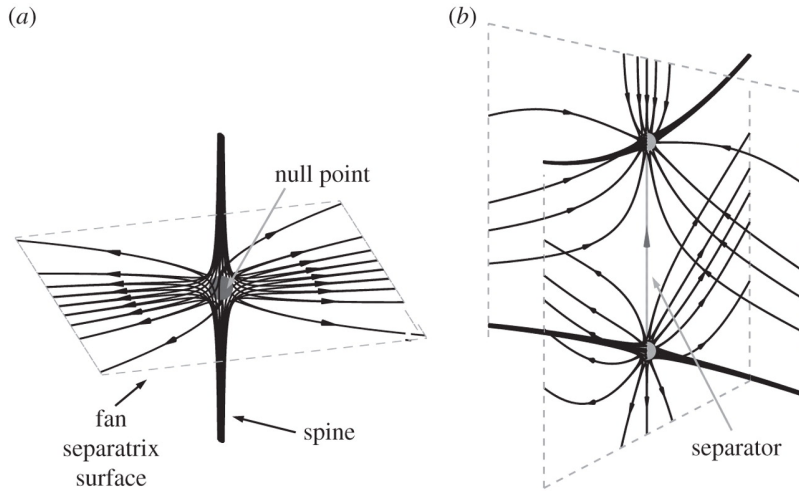 (a)
null point
fan
separatrix
surface
spine
(b)
separator